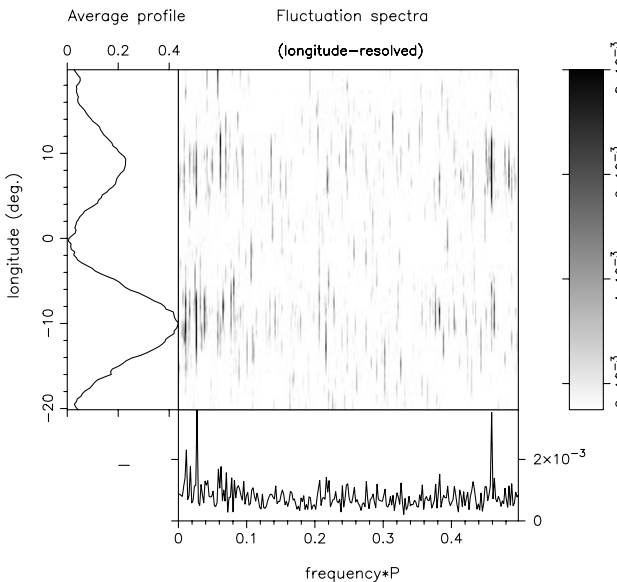 Average profile
Fluctuation spectra
(longitude-resolved)
0 0.2 0.4
longitude (deg.)
10
0
-10
-20
2×10-3
0
0 0.1 0.2 0.3 0.4
frequency*P